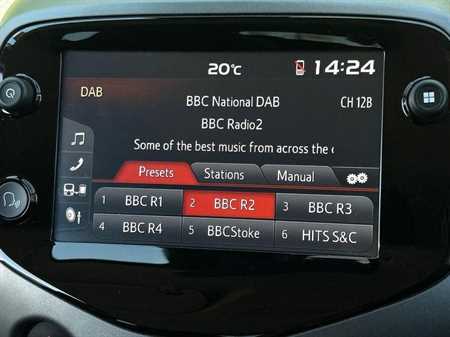 20°C 14:24
DAB
BBC National DAB CH 12B
BBC Radio2
Some of the best music from across the
Presets Stations Manual
1 BBC R1 2 BBC R2 3 BBC R3
4 BBC R4 5 BBCStoke 6 HITS S&C